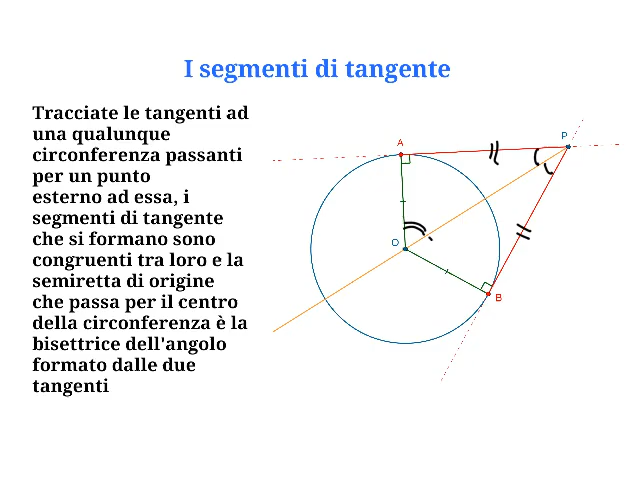 I segmenti di tangente
Tracciate le tangenti ad
una qualunque
circonferenza passanti
per un punto
esterno ad essa, i
segmenti di tangente
che si formano sono
congruenti tra loro e la
semiretta di origine
che passa per il centro
della circonferenza è la
bisettrice dell'angolo
formato dalle due
tangenti
A
P
O
B